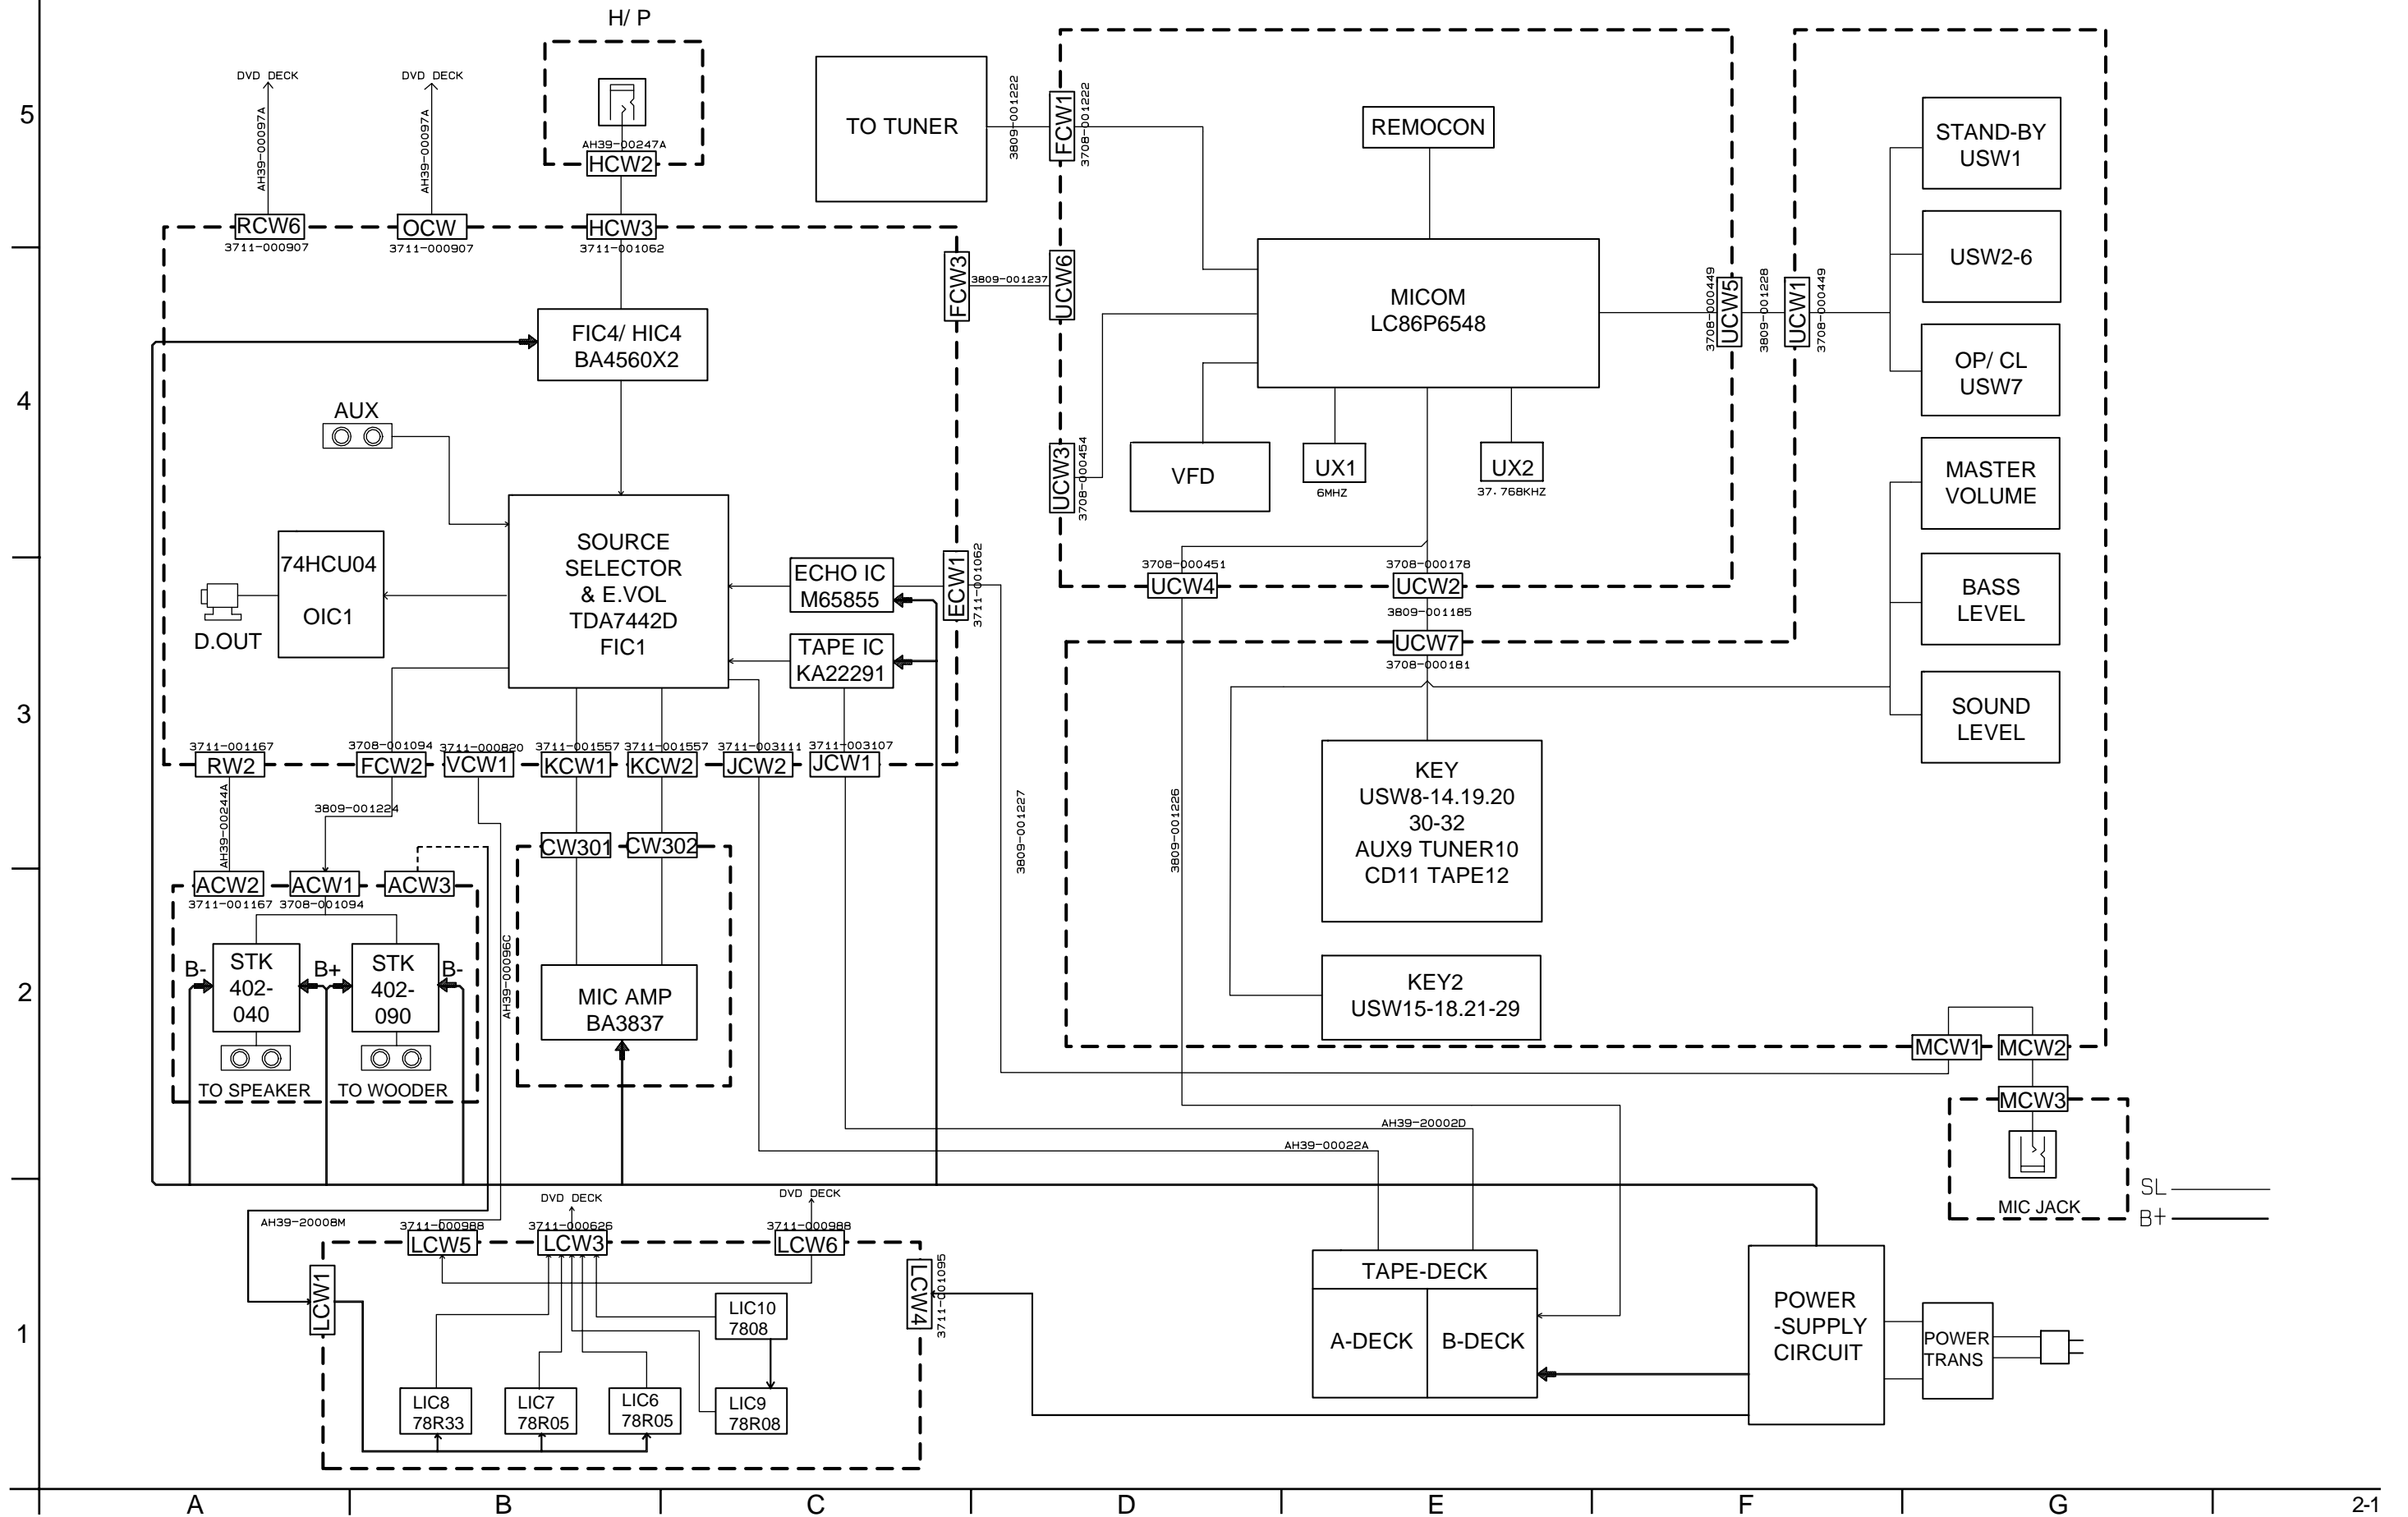 H/ P
DVD DECK
AH39-00097A
DVD DECK
AH39-00097A
AH39-00247A
HCW2
TO TUNER
3809-001222
FCW1
3708-001222
REMOCON
STAND-BY
USW1
5
RCW6
3711-000907
OCW
3711-000907
HCW3
3711-001062
FCW3
3809-001237
UCW6
MICOM
LC86P6548
3708-000449
UCW5
3809-001228
UCW1
3708-000449
USW2-6
FIC4/ HIC4
BA4560X2
OP/ CL
USW7
4
AUX
UCW3
3708-000454
VFD
UX1
6MHZ
UX2
37.768KHZ
MASTER
VOLUME
SOURCE
SELECTOR
& E.VOL
TDA7442D
FIC1
74HCU04
OIC1
D.OUT
ECHO IC
M65855
ECW1
3711-001062
TAPE IC
KA22291
3708-000451
UCW4
3708-000178
UCW2
3809-001185
UCW7
3708-000181
BASS
LEVEL
SOUND
LEVEL
3
3711-001167
RW2
3708-001094
FCW2
3711-000820
VCW1
3711-001557
KCW1
3711-001557
KCW2
3711-003111
JCW2
3711-003107
JCW1
AH39-00244A
3809-001224
3809-001227
3809-001226
KEY
USW8-14.19.20
30-32
AUX9 TUNER10
CD11 TAPE12
CW301
CW302
ACW2
3711-001167
ACW1
3708-001094
ACW3
AH39-00096C
2
B-
STK
402-
040
B+
STK
402-
090
B-
TO SPEAKER
TO WOODER
MIC AMP
BA3837
KEY2
USW15-18.21-29
MCW1
MCW2
MCW3
MIC JACK
AH39-20002D
AH39-00022A
SL
B+
AH39-20008M
3711-000988
LCW5
DVD DECK
3711-000626
LCW3
DVD DECK
3711-000988
LCW6
LCW1
LCW4
3711-001095
1
LIC10
7808
LIC8
78R33
LIC7
78R05
LIC6
78R05
LIC9
78R08
TAPE-DECK
A-DECK
B-DECK
POWER
-SUPPLY
CIRCUIT
POWER
TRANS
A
B
C
D
E
F
G
2-1